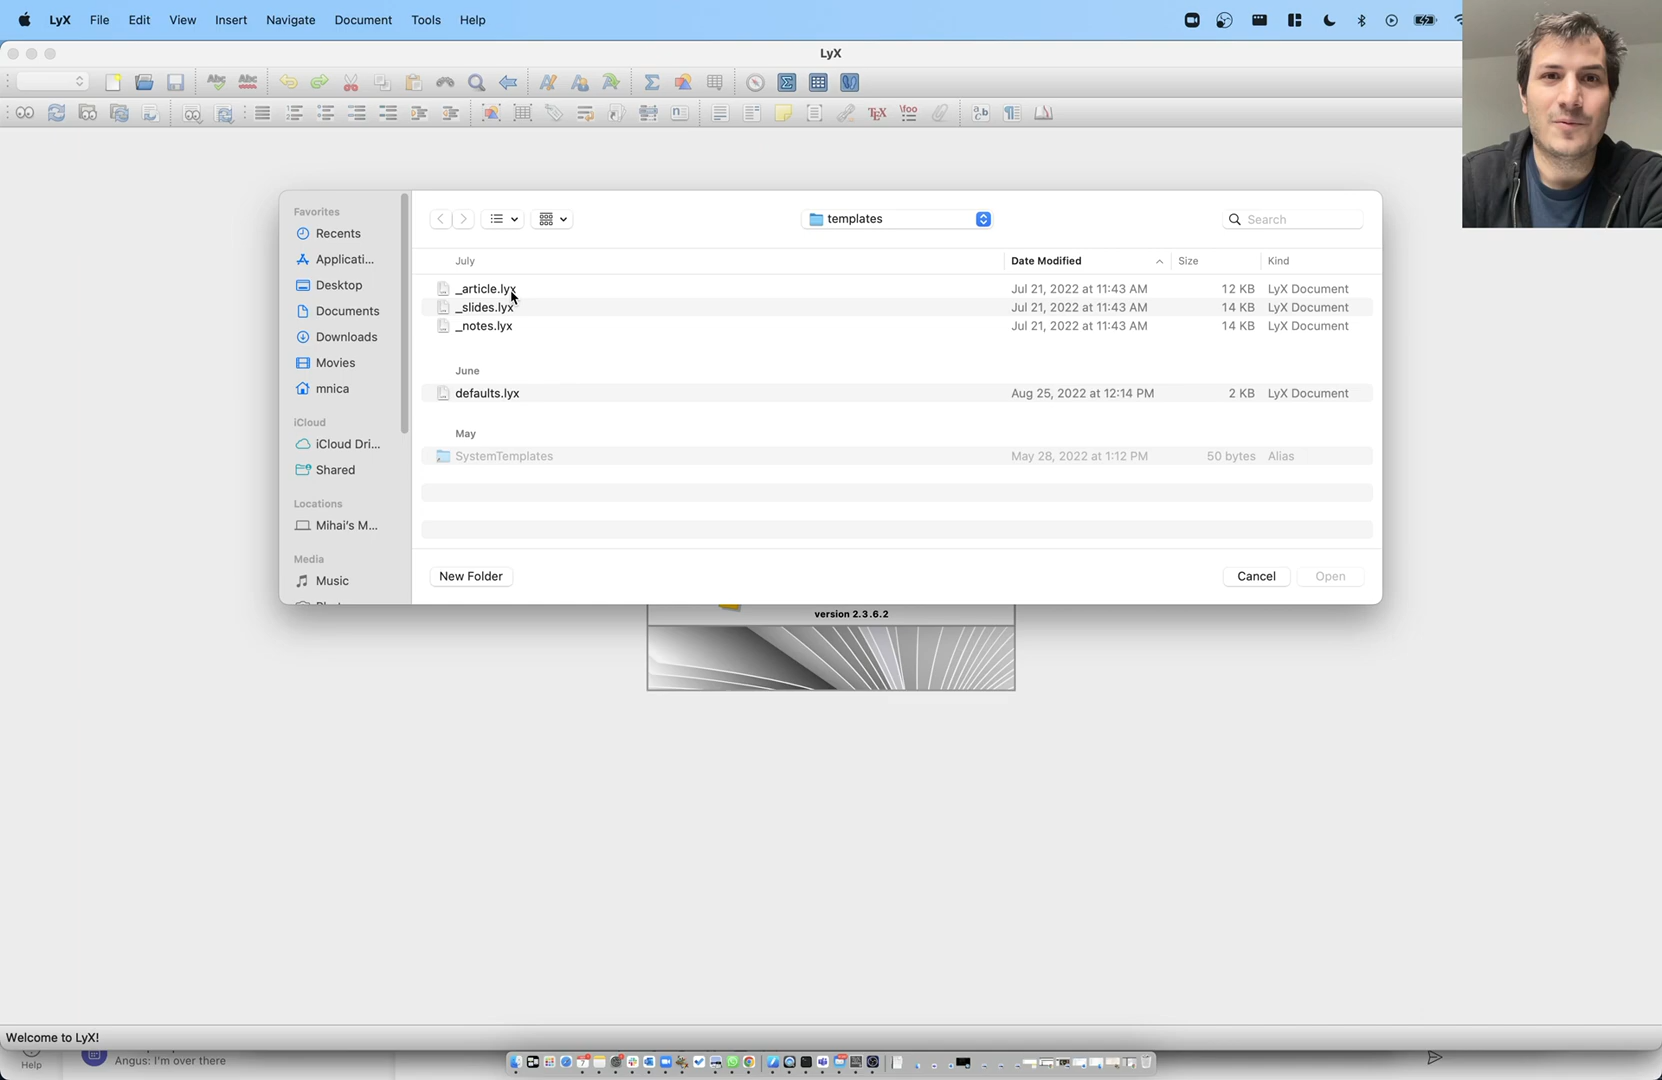 LyX File Edit View Insert Navigate Document Tools Help
LyX
Favorites
Recents
Applicati...
Desktop
Documents
Downloads
Movies
mnica
iCloud
iCloud Dri...
Shared
Locations
Mihai's M...
Media
Music
templates
Search
July Date Modified Size Kind
_article.lyx Jul 21, 2022 at 11:43 AM 12 KB LyX Document
_slides.lyx Jul 21, 2022 at 11:43 AM 14 KB LyX Document
_notes.lyx Jul 21, 2022 at 11:43 AM 14 KB LyX Document
June
defaults.lyx Aug 25, 2022 at 12:14 PM 2 KB LyX Document
May
SystemTemplates May 28, 2022 at 1:12 PM 50 bytes Alias
New Folder Cancel Open
version 2.3.6.2
Welcome to LyX!
Help
Angus: I'm over there